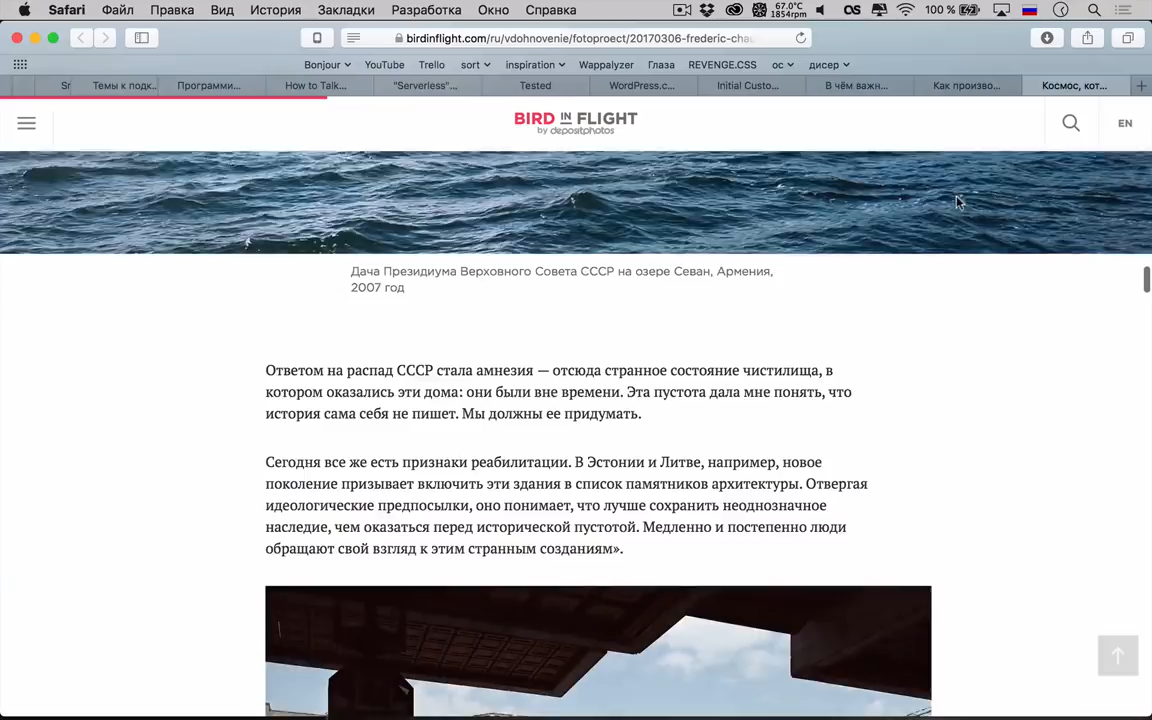 Safari Файл Правка Вид История Закладки Разработка Окно Справка 67.0°C 1854rpm 100 %
birdinflight.com/ru/vdohnovenie/fotoproect/20170306-frederic-cha...
Bonjour YouTube Trello sort inspiration Wappalyzer Глаза REVENGE.CSS ос дисер
Sr Темы к подк.. Программи... How to Talk... "Serverless"... Tested WordPress.c... Initial Custo... В чём важн... Как произво... Космос, кот...
BIRD IN FLIGHT
by depositphotos
EN
Дача Президиума Верховного Совета СССР на озере Севан, Армения,
2007 год
Ответом на распад СССР стала амнезия — отсюда странное состояние чистилища, в
котором оказались эти дома: они были вне времени. Эта пустота дала мне понять, что
история сама себя не пишет. Мы должны ее придумать.
Сегодня все же есть признаки реабилитации. В Эстонии и Литве, например, новое
поколение призывает включить эти здания в список памятников архитектуры. Отвергая
идеологические предпосылки, оно понимает, что лучше сохранить неоднозначное
наследие, чем оказаться перед исторической пустотой. Медленно и постепенно люди
обращают свой взгляд к этим странным созданиям».